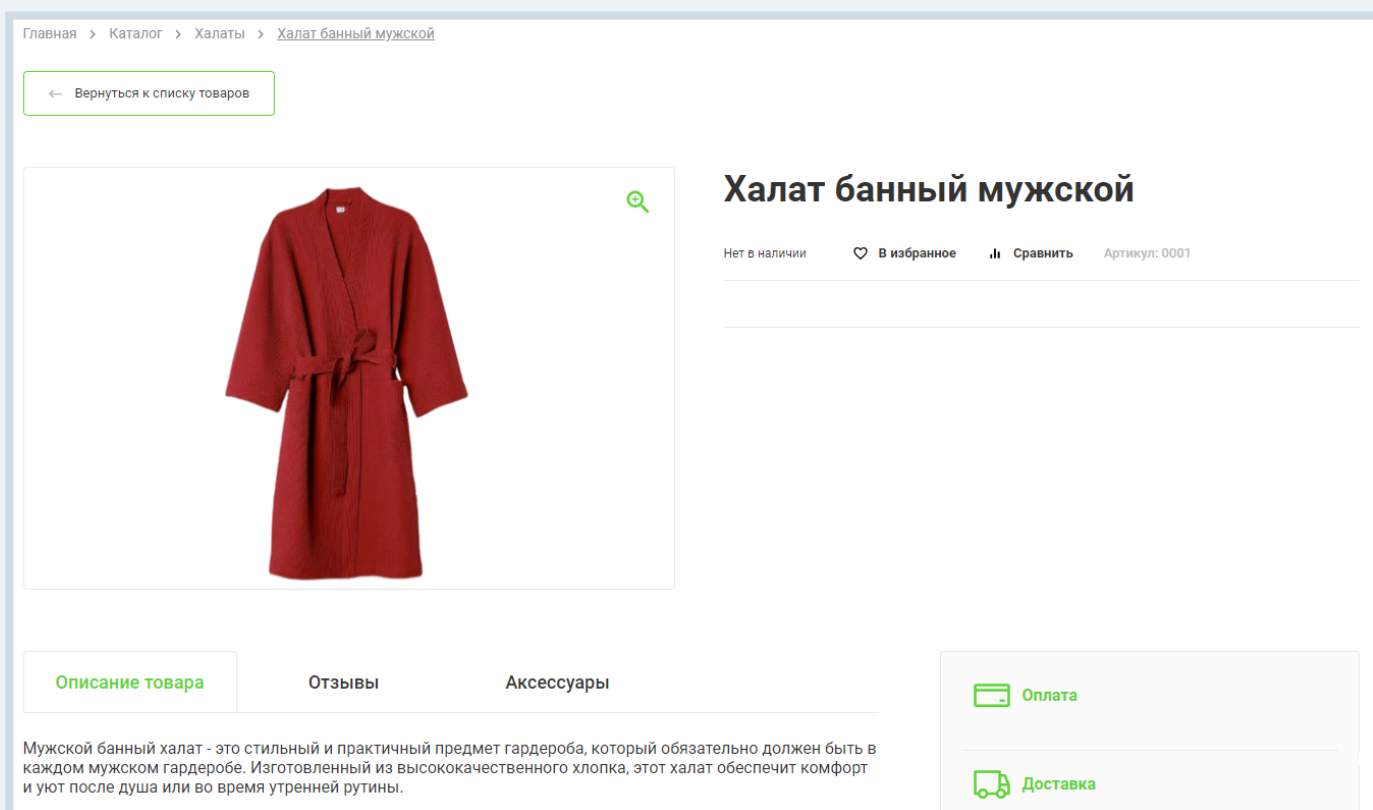 Главная > Каталог > Халаты > Халат банный мужской
← Вернуться к списку товаров
Халат банный мужской
Нет в наличии В избранное Сравнить Артикул: 0001
Описание товара Отзывы Аксессуары
Мужской банный халат - это стильный и практичный предмет гардероба, который обязательно должен быть в
каждом мужском гардеробе. Изготовленный из высококачественного хлопка, этот халат обеспечит комфорт
и уют после душа или во время утренней рутины.
Оплата
Доставка